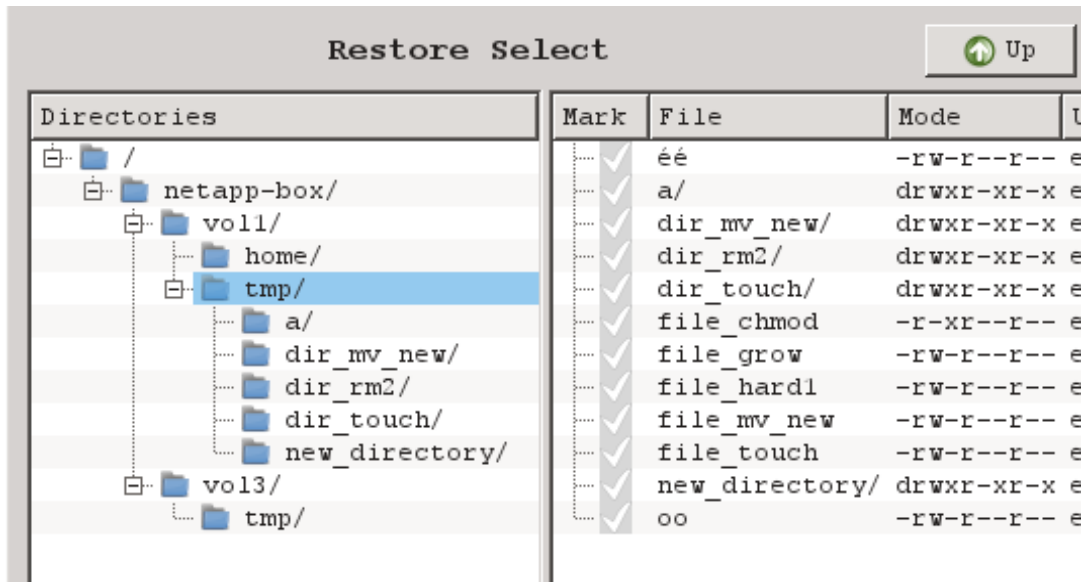 Restore Select
Up
Directories
/
netapp-box/
vol1/
home/
tmp/
a/
dir_mv_new/
dir_rm2/
dir_touch/
new_directory/
vol3/
tmp/
Mark File Mode
éé -rw-r--r--
a/ drwxr-xr-x
dir_mv_new/ drwxr-xr-x
dir_rm2/ drwxr-xr-x
dir_touch/ drwxr-xr-x
file_chmod -r-xr--r--
file_grow -rw-r--r--
file_hard1 -rw-r--r--
file_mv_new -rw-r--r--
file_touch -rw-r--r--
new_directory/ drwxr-xr-x
oo -rw-r--r--